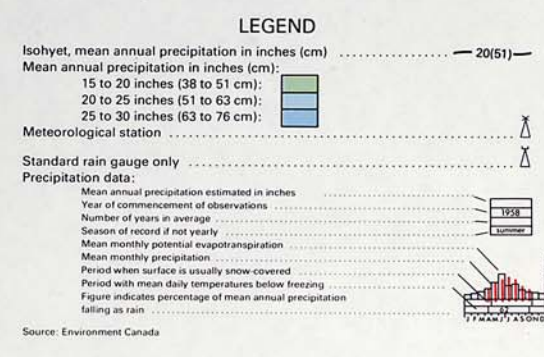 LEGEND
Isohyet, mean annual precipitation in inches (cm) 20(51)
Mean annual precipitation in inches (cm):
15 to 20 inches (38 to 51 cm):
20 to 25 inches (51 to 63 cm):
25 to 30 inches (63 to 76 cm):
Meteorological station
Standard rain gauge only
Precipitation data:
Mean annual precipitation estimated in inches
Year of commencement of observations
1958
Number of years in average
Season of record if not yearly
summer
Mean monthly potential evapotranspiration
Mean monthly precipitation
Period when surface is usually snow-covered
Period with mean daily temperatures below freezing
Figure indicates percentage of mean annual precipitation
falling as rain
62
J F M A M J J A S O N D
Source: Environment Canada